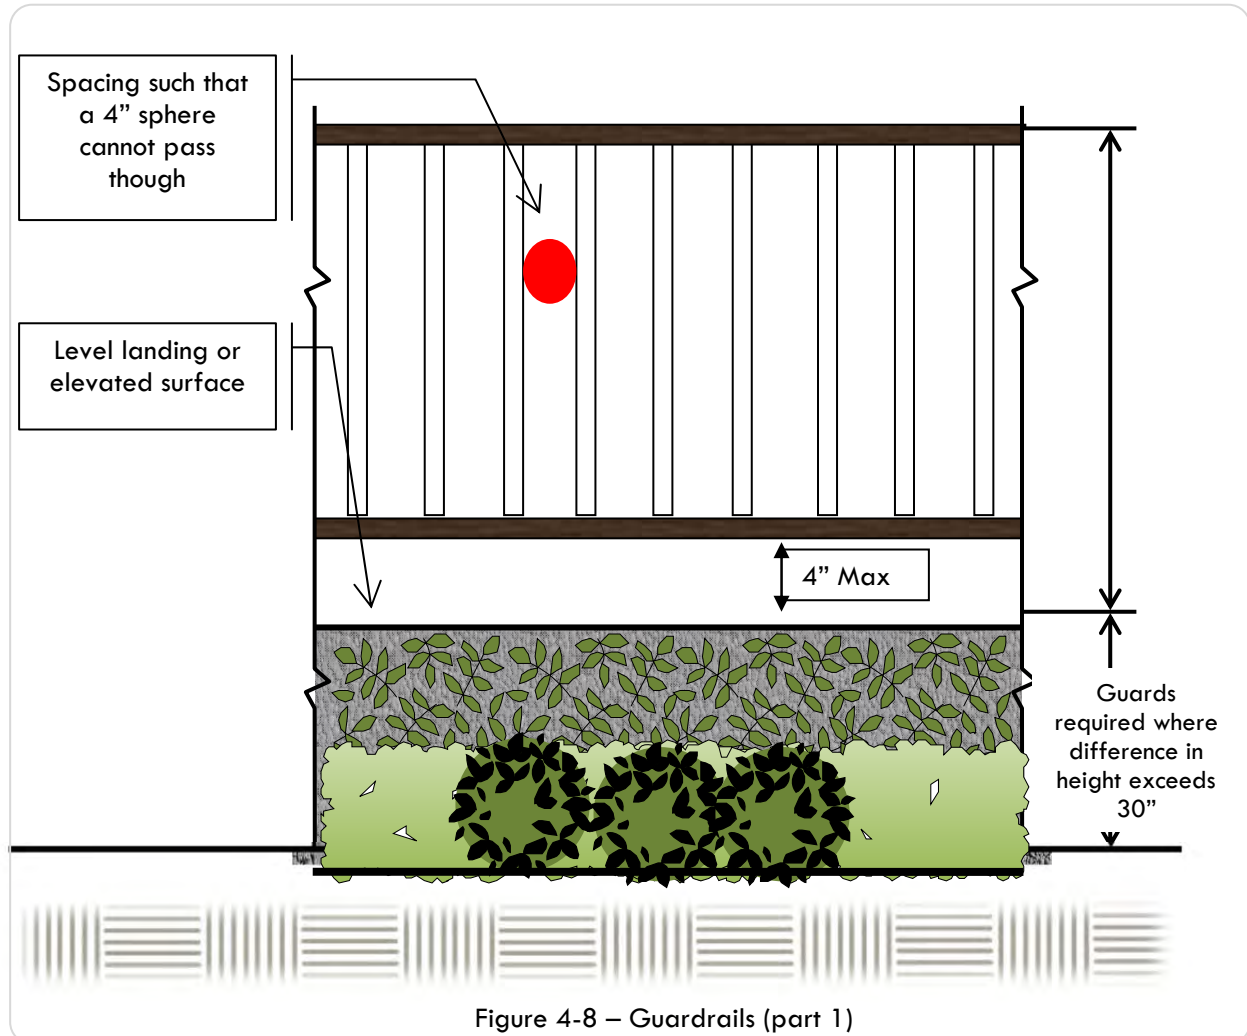 Spacing such that
a 4” sphere
cannot pass
though
Level landing or
elevated surface
4” Max
Guards
required where
difference in
height exceeds
30”
Figure 4-8 – Guardrails (part 1)